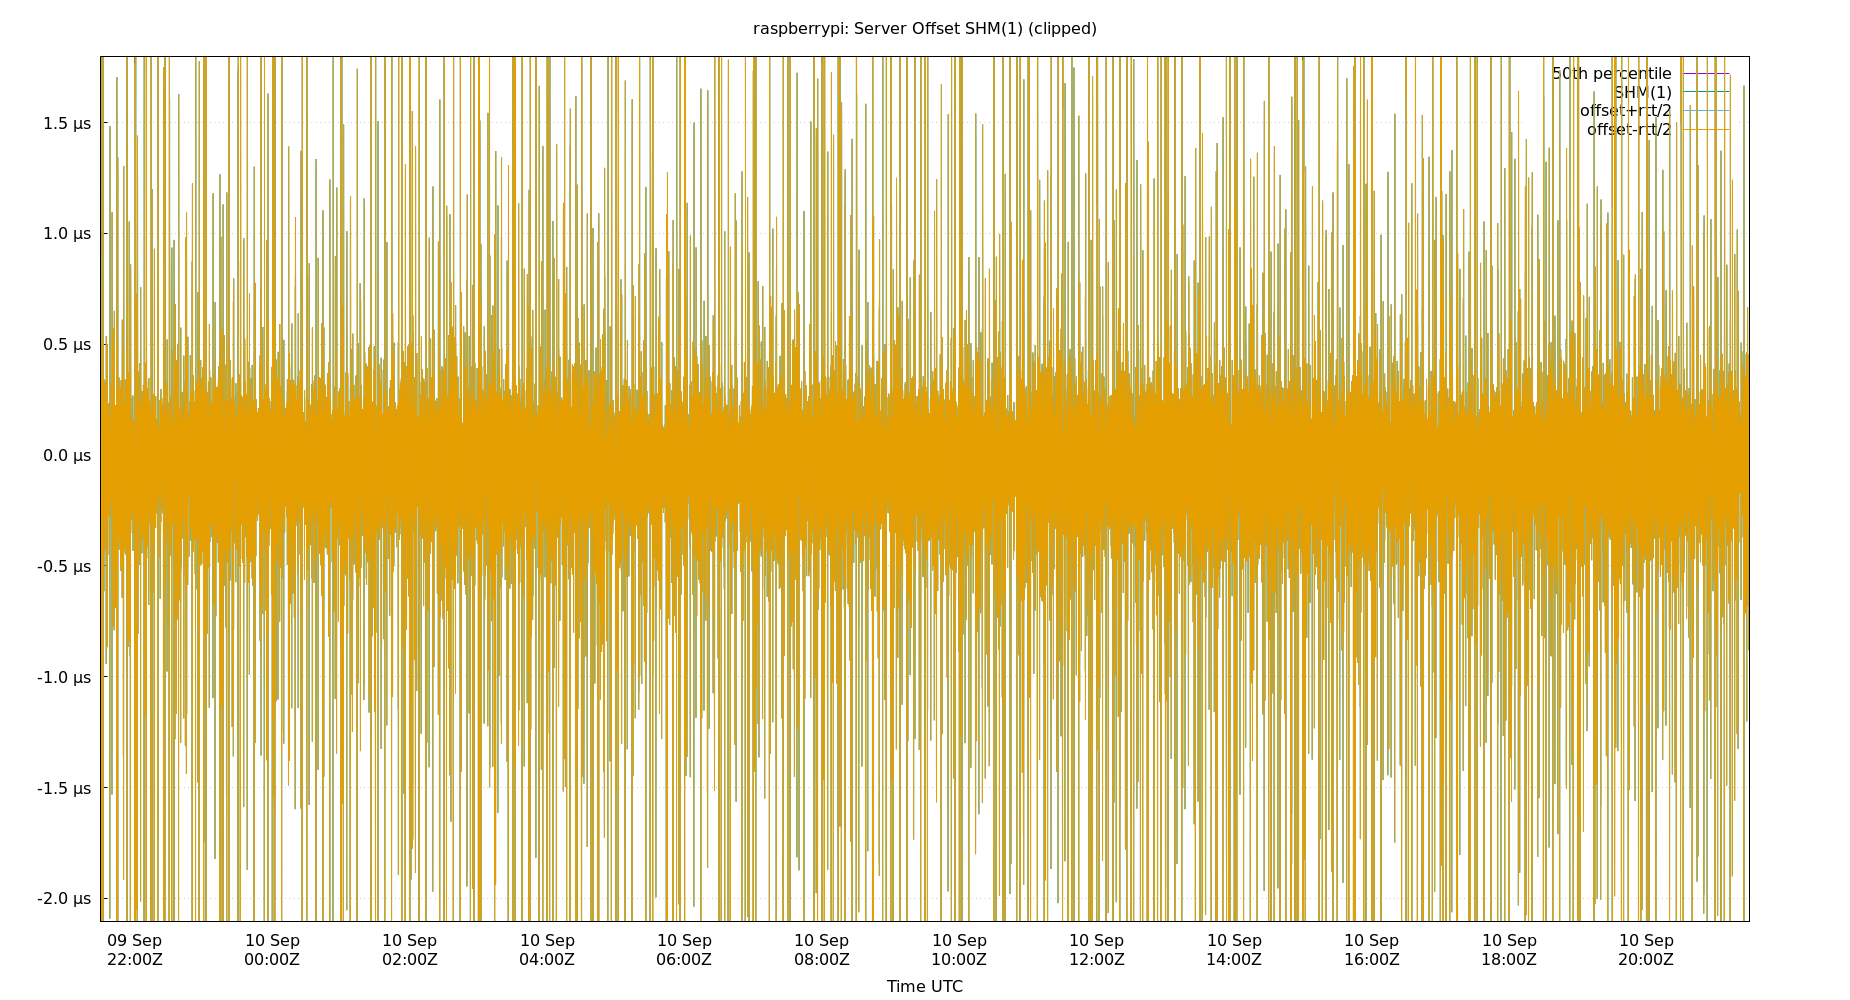 raspberrypi: Server Offset SHM(1) (clipped)
50th percentile
SHM(1)
offset+rtt/2
offset-rtt/2
1.5 µs
1.0 µs
0.5 µs
0.0 µs
-0.5 µs
-1.0 µs
-1.5 µs
-2.0 µs
09 Sep 10 Sep 10 Sep 10 Sep 10 Sep 10 Sep 10 Sep 10 Sep 10 Sep 10 Sep 10 Sep 10 Sep
22:00Z 00:00Z 02:00Z 04:00Z 06:00Z 08:00Z 10:00Z 12:00Z 14:00Z 16:00Z 18:00Z 20:00Z
Time UTC